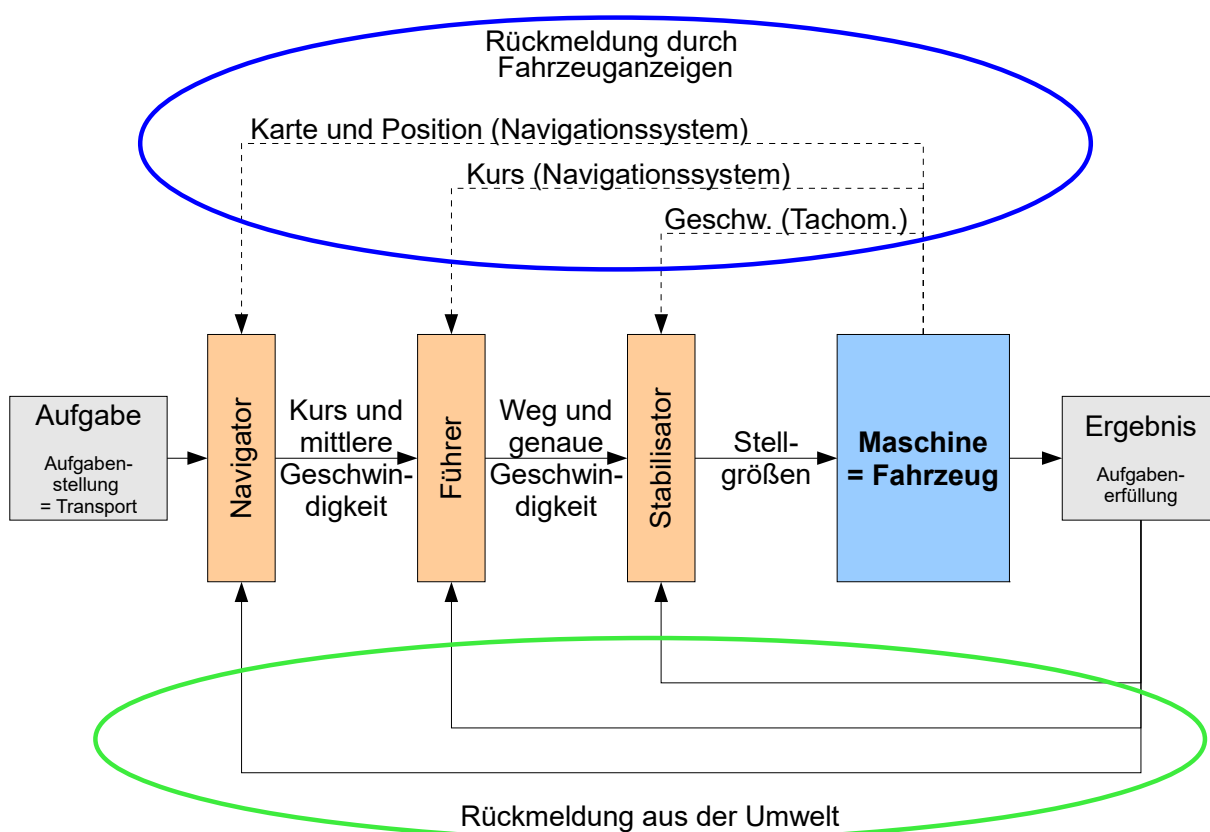 Rückmeldung durch
Fahrzeuganzeigen
Karte und Position (Navigationssystem)
Kurs (Navigationssystem)
Geschw. (Tachom.)
Aufgabe
Aufgaben-
stellung
= Transport
Navigator
Kurs und
mittlere
Geschwin-
digkeit
Führer
Weg und
genaue
Geschwin-
digkeit
Stabilisator
Stell-
größen
Maschine
= Fahrzeug
Ergebnis
Aufgaben-
erfüllung
Rückmeldung aus der Umwelt